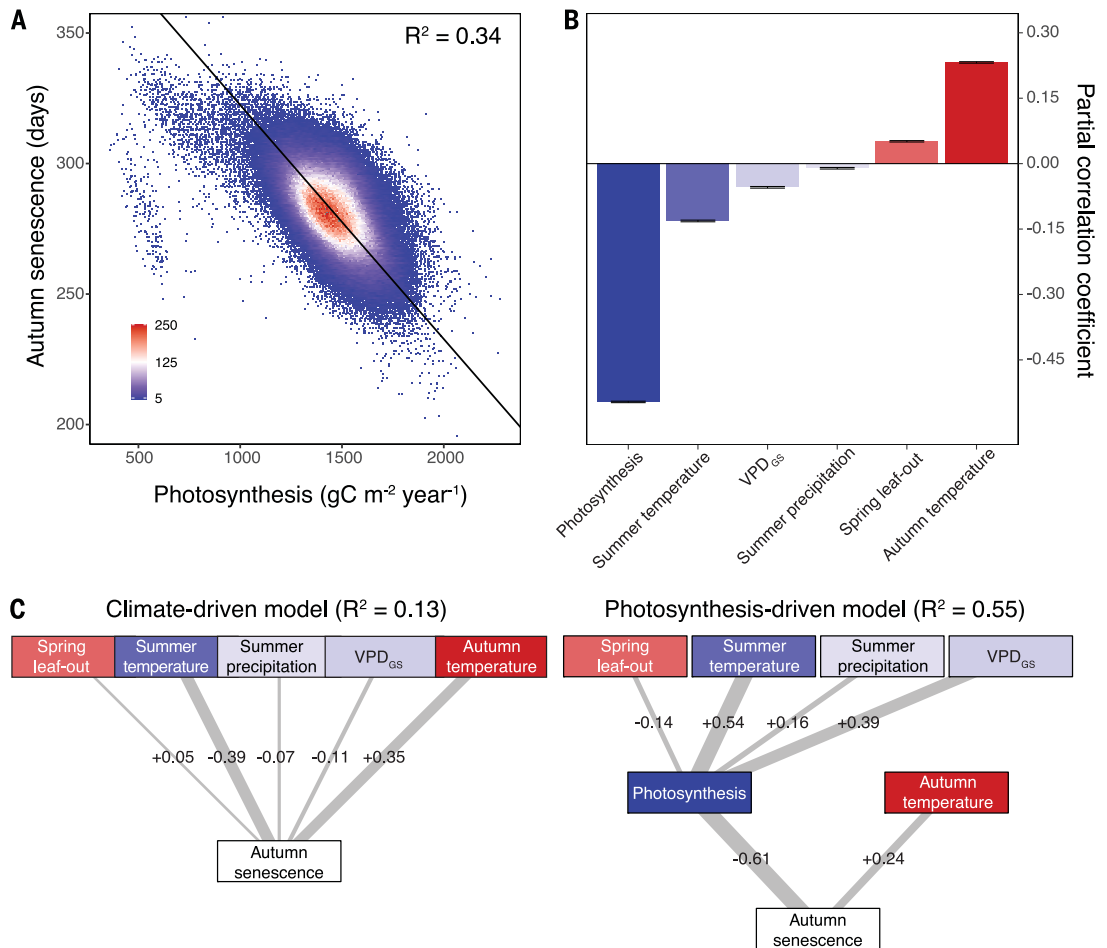 A
R² = 0.34
350
300
250
200
Autumn senescence (days)
250
125
5
500
1000
1500
2000
Photosynthesis (gC m⁻² year⁻¹)
B
0.30
0.15
0.00
-0.15
-0.30
-0.45
Partial correlation coefficient
Photosynthesis
Summer temperature
VPD_GS
Summer precipitation
Spring leaf-out
Autumn temperature
C
Climate-driven model (R² = 0.13)
Spring
leaf-out
Summer
temperature
Summer
precipitation
VPD_GS
Autumn
temperature
+0.05
-0.39
-0.07
-0.11
+0.35
Autumn
senescence
Photosynthesis-driven model (R² = 0.55)
Spring
leaf-out
Summer
temperature
Summer
precipitation
VPD_GS
-0.14
+0.54
+0.16
+0.39
Photosynthesis
Autumn
temperature
-0.61
+0.24
Autumn
senescence